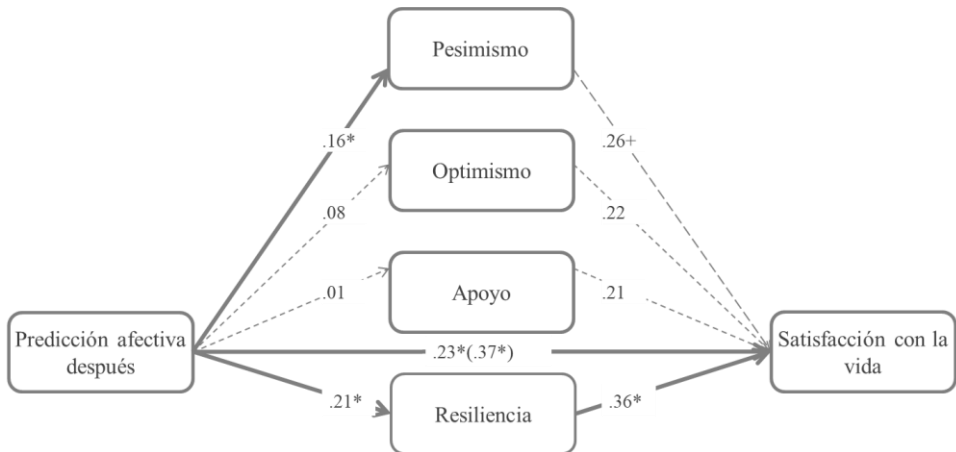 Pesimismo
.16*
.26+
Optimismo
.08
.22
Apoyo
.01
.21
Predicción afectiva
después
.23*(.37*)
Satisfacción con la
vida
.21*
Resiliencia
.36*